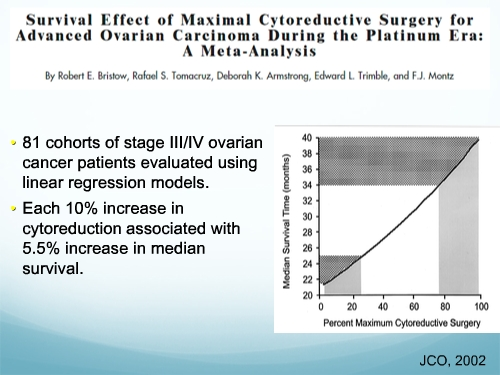 Survival Effect of Maximal Cytoreductive Surgery for
Advanced Ovarian Carcinoma During the Platinum Era:
A Meta-Analysis
By Robert E. Bristow, Rafael S. Tomacruz, Deborah K. Armstrong, Edward L. Trimble, and F.J. Montz
• 81 cohorts of stage III/IV ovarian
cancer patients evaluated using
linear regression models.
• Each 10% increase in
cytoreduction associated with
5.5% increase in median
survival.
Median Survival Time (months)
40
38
36
34
32
30
28
26
24
22
20
0 20 40 60 80 100
Percent Maximum Cytoreductive Surgery
JCO, 2002